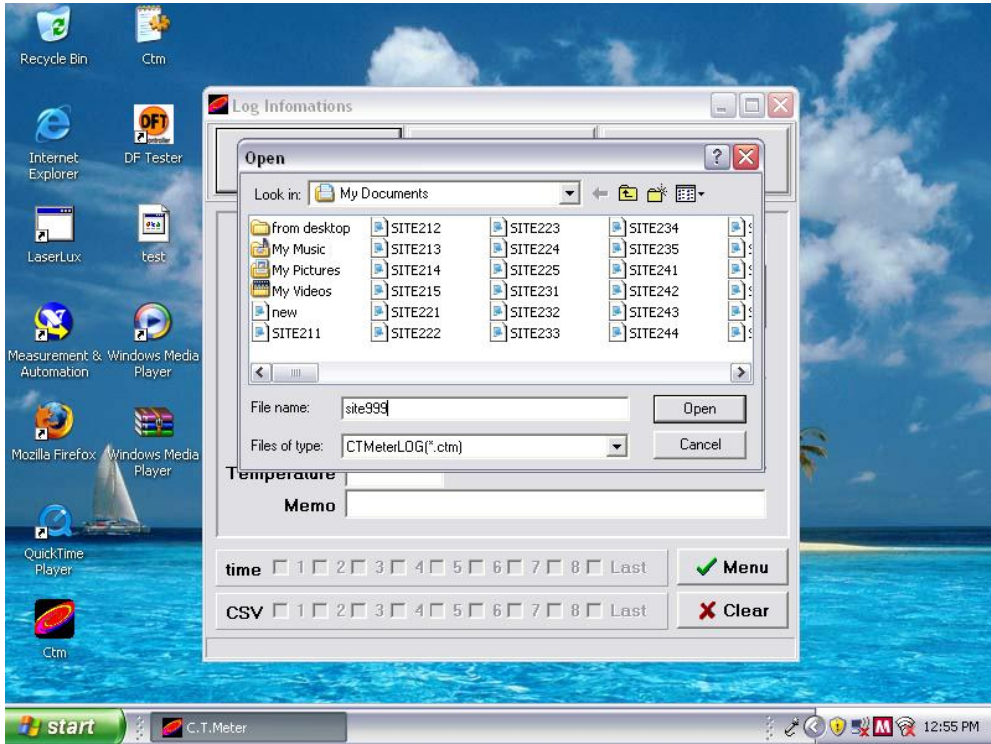 Recycle Bin
Ctm
Internet Explorer
DFT
DF Tester
LaserLux
test
Measurement & Automation
Windows Media Player
Mozilla Firefox
Windows Media Player
QuickTime Player
Ctm
Log Infomations
Open
Look in: My Documents
from desktop SITE212 SITE223 SITE234
My Music SITE213 SITE224 SITE235
My Pictures SITE214 SITE225 SITE241
My Videos SITE215 SITE231 SITE242
new SITE221 SITE232 SITE243
SITE211 SITE222 SITE233 SITE244
File name: site999 Open
Files of type: CTMeterLOG(*.ctm) Cancel
Temperature
Memo
time 1 2 3 4 5 6 7 8 Last Menu
CSV 1 2 3 4 5 6 7 8 Last Clear
start C.T.Meter 12:55 PM